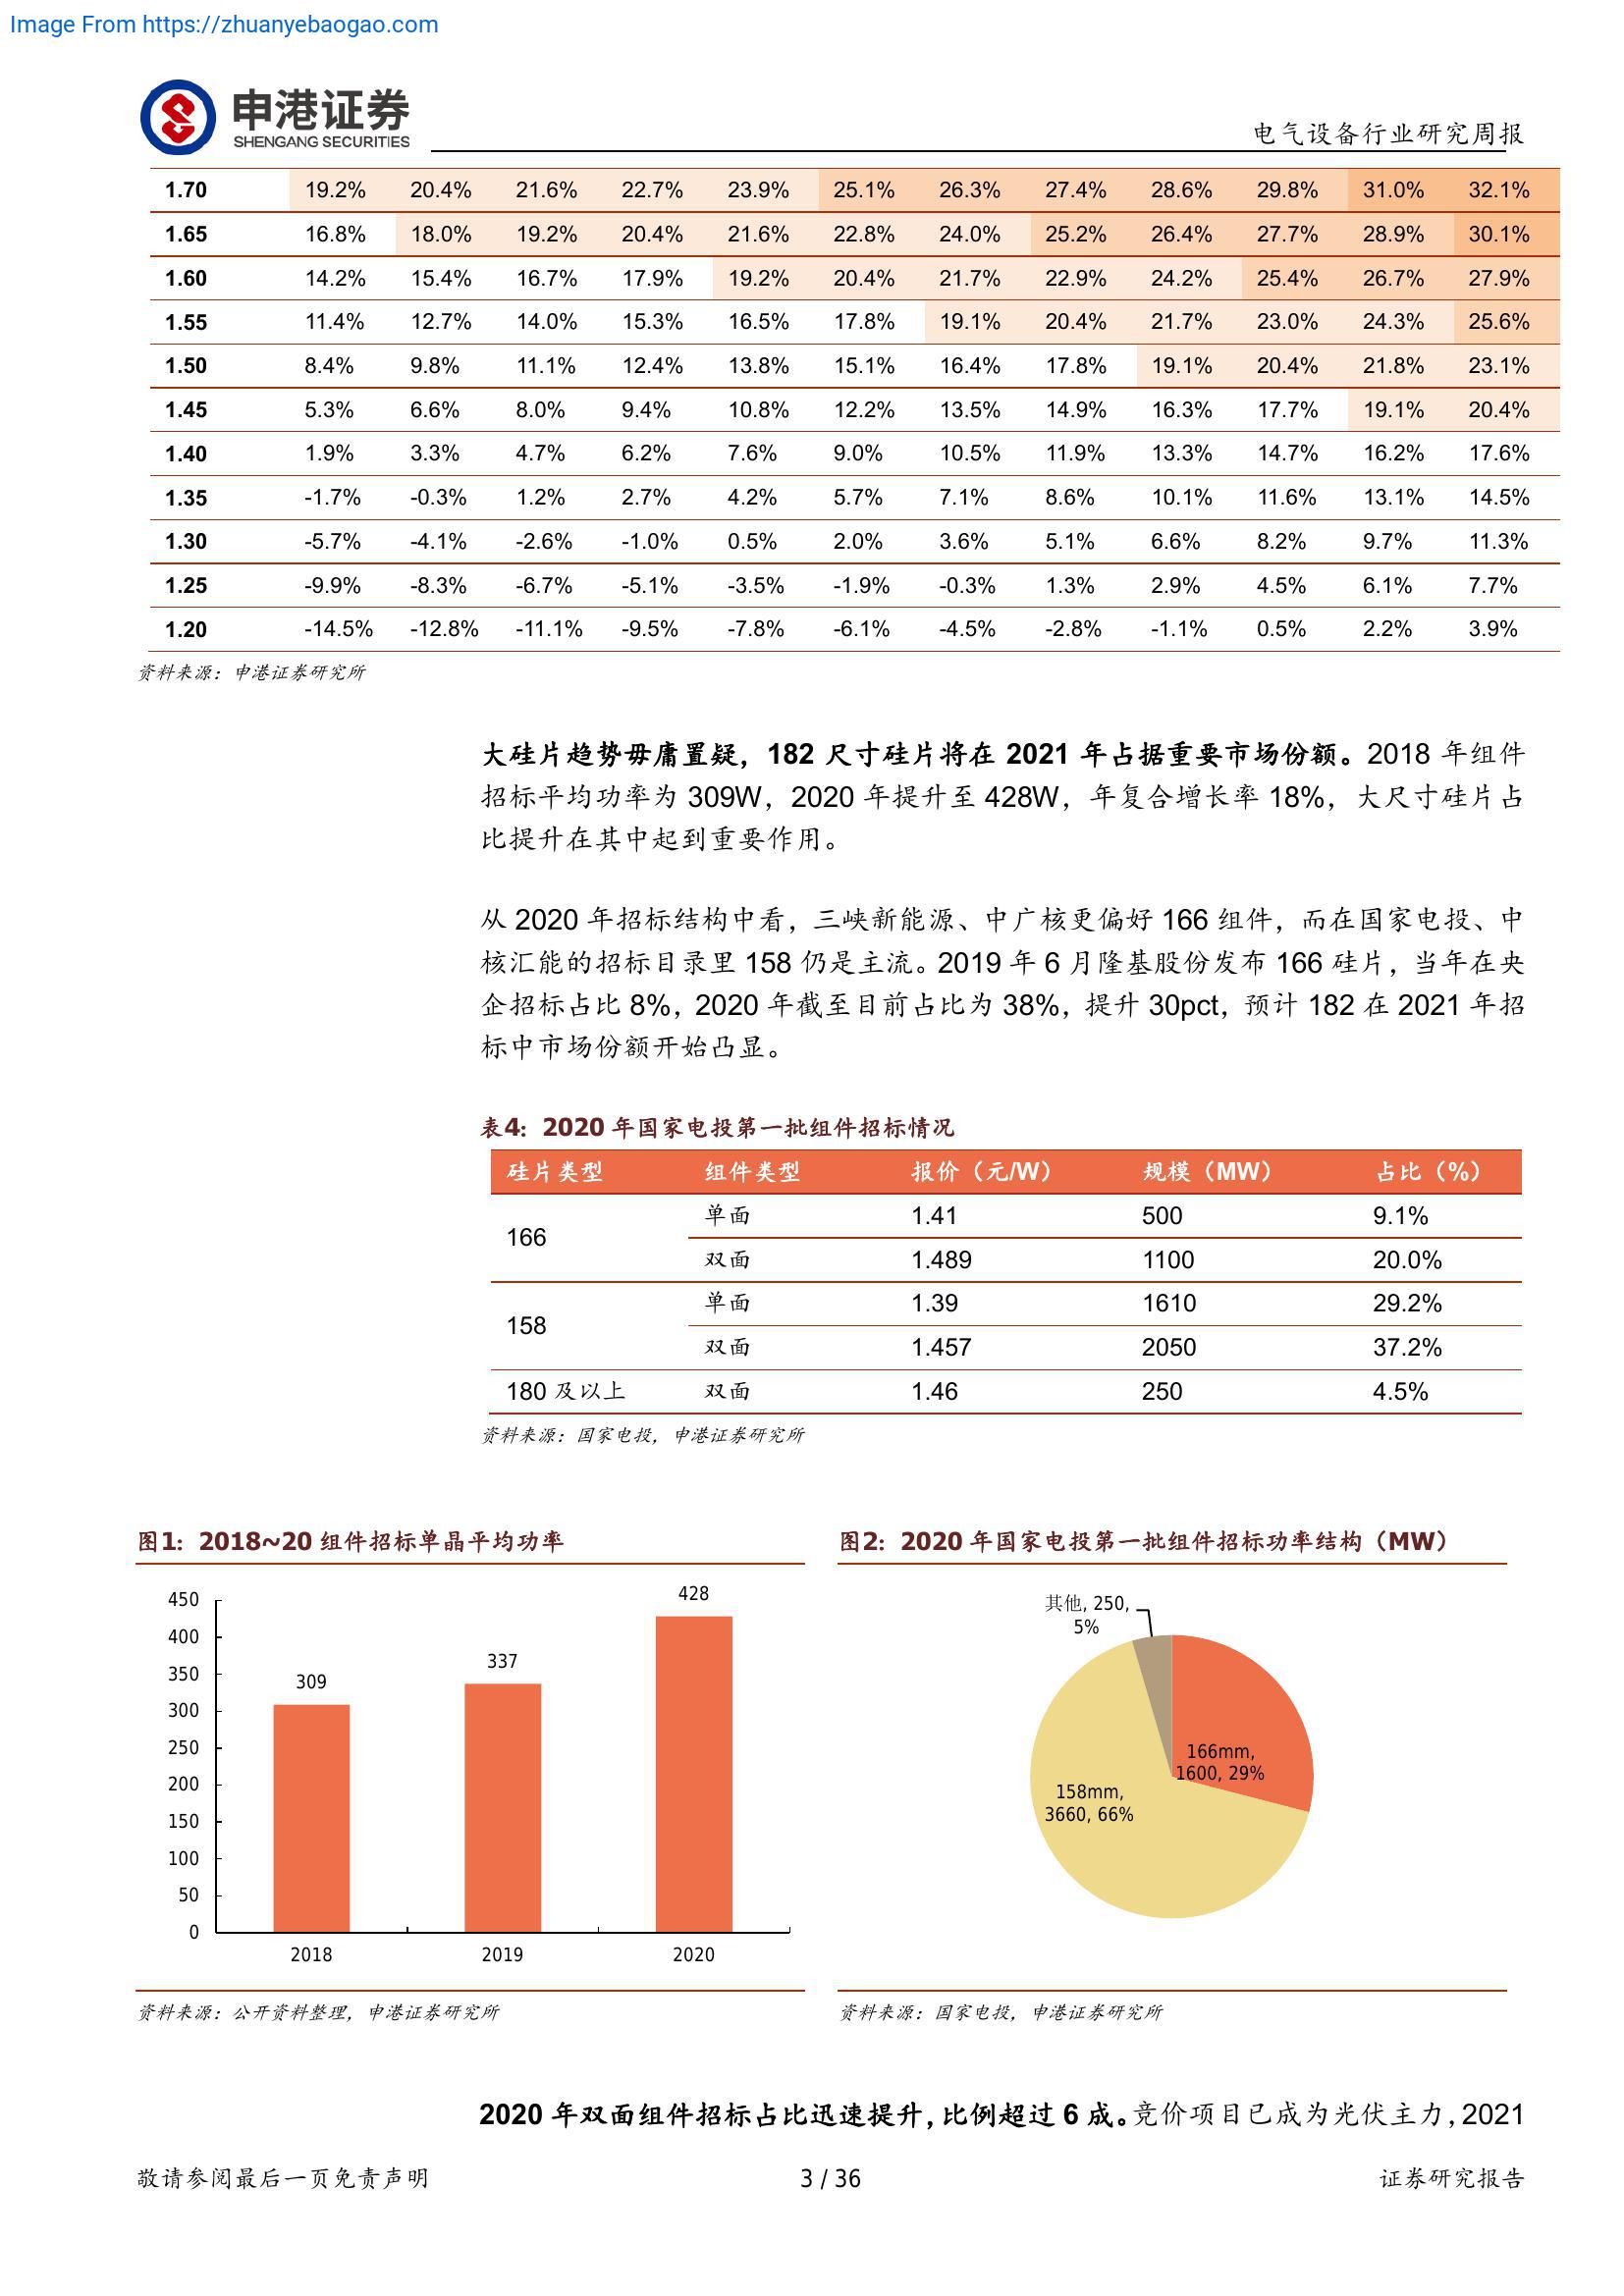 Image From https://zhuanyebaogao.com
申港证券
SHENGANG SECURITIES
电气设备行业研究周报
1.70 19.2% 20.4% 21.6% 22.7% 23.9% 25.1% 26.3% 27.4% 28.6% 29.8% 31.0% 32.1%
1.65 16.8% 18.0% 19.2% 20.4% 21.6% 22.8% 24.0% 25.2% 26.4% 27.7% 28.9% 30.1%
1.60 14.2% 15.4% 16.7% 17.9% 19.2% 20.4% 21.7% 22.9% 24.2% 25.4% 26.7% 27.9%
1.55 11.4% 12.7% 14.0% 15.3% 16.5% 17.8% 19.1% 20.4% 21.7% 23.0% 24.3% 25.6%
1.50 8.4% 9.8% 11.1% 12.4% 13.8% 15.1% 16.4% 17.8% 19.1% 20.4% 21.8% 23.1%
1.45 5.3% 6.6% 8.0% 9.4% 10.8% 12.2% 13.5% 14.9% 16.3% 17.7% 19.1% 20.4%
1.40 1.9% 3.3% 4.7% 6.2% 7.6% 9.0% 10.5% 11.9% 13.3% 14.7% 16.2% 17.6%
1.35 -1.7% -0.3% 1.2% 2.7% 4.2% 5.7% 7.1% 8.6% 10.1% 11.6% 13.1% 14.5%
1.30 -5.7% -4.1% -2.6% -1.0% 0.5% 2.0% 3.6% 5.1% 6.6% 8.2% 9.7% 11.3%
1.25 -9.9% -8.3% -6.7% -5.1% -3.5% -1.9% -0.3% 1.3% 2.9% 4.5% 6.1% 7.7%
1.20 -14.5% -12.8% -11.1% -9.5% -7.8% -6.1% -4.5% -2.8% -1.1% 0.5% 2.2% 3.9%
资料来源：申港证券研究所
大硅片趋势毋庸置疑，182 尺寸硅片将在 2021 年占据重要市场份额。2018 年组件
招标平均功率为 309W，2020 年提升至 428W，年复合增长率 18%，大尺寸硅片占
比提升在其中起到重要作用。
从 2020 年招标结构中看，三峡新能源、中广核更偏好 166 组件，而在国家电投、中
核汇能的招标目录里 158 仍是主流。2019 年 6 月隆基股份发布 166 硅片，当年在央
企招标占比 8%，2020 年截至目前占比为 38%，提升 30pct，预计 182 在 2021 年招
标中市场份额开始凸显。
表4：2020 年国家电投第一批组件招标情况
硅片类型 组件类型 报价（元/W） 规模（MW） 占比（%）
166 单面 1.41 500 9.1%
双面 1.489 1100 20.0%
158 单面 1.39 1610 29.2%
双面 1.457 2050 37.2%
180 及以上 双面 1.46 250 4.5%
资料来源：国家电投，申港证券研究所
图1：2018~20 组件招标单晶平均功率
450
400
350
300
250
200
150
100
50
0
309
337
428
2018 2019 2020
资料来源：公开资料整理，申港证券研究所
图2：2020 年国家电投第一批组件招标功率结构（MW）
其他, 250,
5%
166mm,
1600, 29%
158mm,
3660, 66%
资料来源：国家电投，申港证券研究所
2020 年双面组件招标占比迅速提升，比例超过 6 成。竞价项目已成为光伏主力，2021
敬请参阅最后一页免责声明 3 / 36 证券研究报告